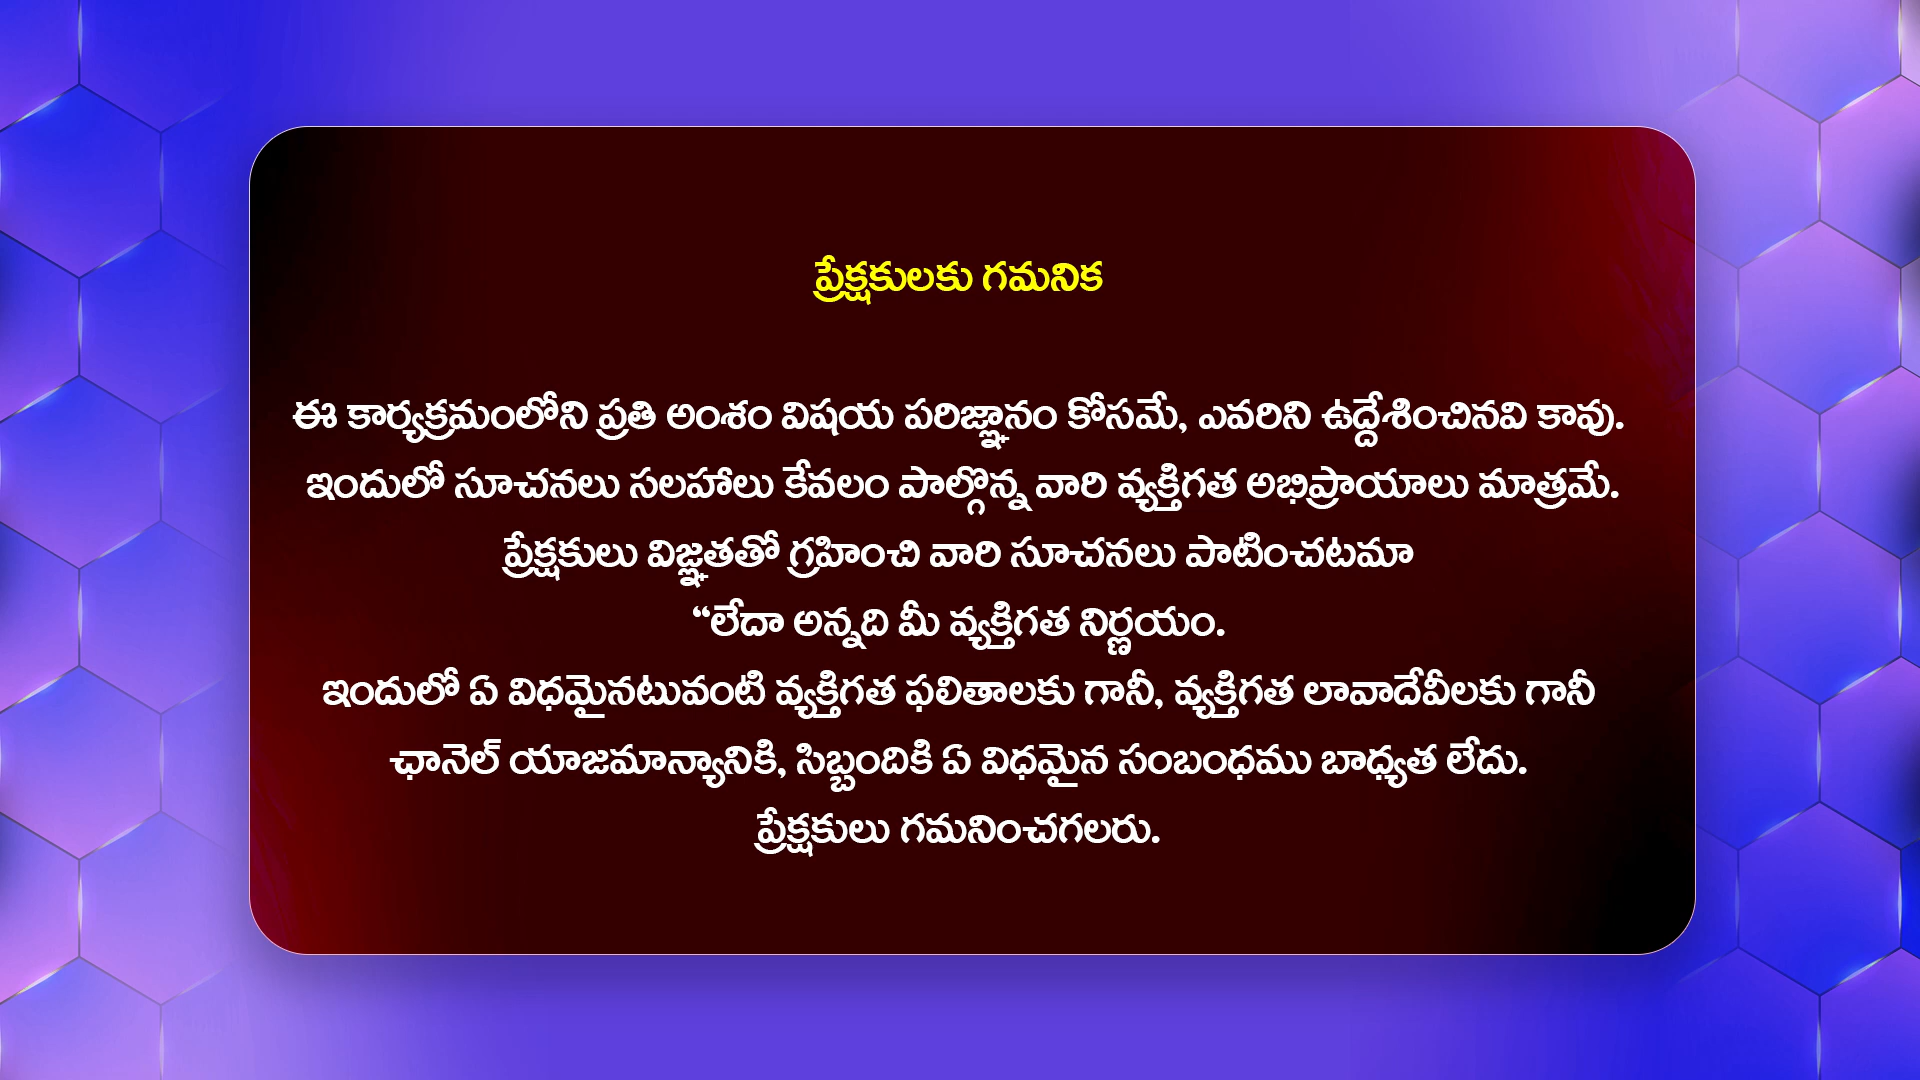 ప్రేక్షకులకు గమనిక
ఈ కార్యక్రమంలోని ప్రతి అంశం విషయ పరిజ్ఞానం కోసమే, ఎవరిని ఉద్దేశించినవి కావు.
ఇందులో సూచనలు సలహాలు కేవలం పాల్గొన్న వారి వ్యక్తిగత అభిప్రాయాలు మాత్రమే.
ప్రేక్షకులు విజ్ఞతతో గ్రహించి వారి సూచనలు పాటించటమా
“లేదా అన్నది మీ వ్యక్తిగత నిర్ణయం.
ఇందులో ఏ విధమైనటువంటి వ్యక్తిగత ఫలితాలకు గానీ, వ్యక్తిగత లావాదేవీలకు గానీ
ఛానెల్ యాజమాన్యానికి, సిబ్బందికి ఏ విధమైన సంబంధము బాధ్యత లేదు.
ప్రేక్షకులు గమనించగలరు.